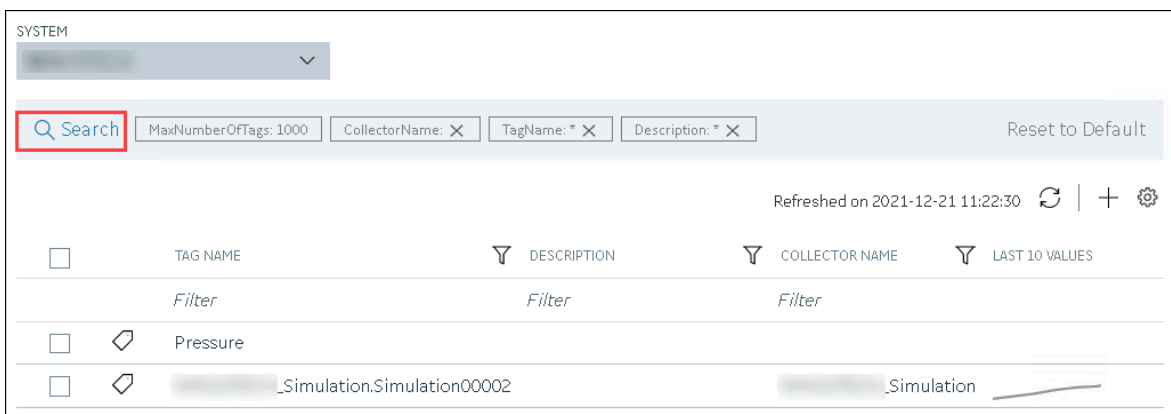 SYSTEM
Search MaxNumberOfTags: 1000 CollectorName: TagName: * Description: * Reset to Default
Refreshed on 2021-12-21 11:22:30
TAG NAME DESCRIPTION COLLECTOR NAME LAST 10 VALUES
Filter Filter Filter
Pressure
_Simulation.Simulation00002 _Simulation